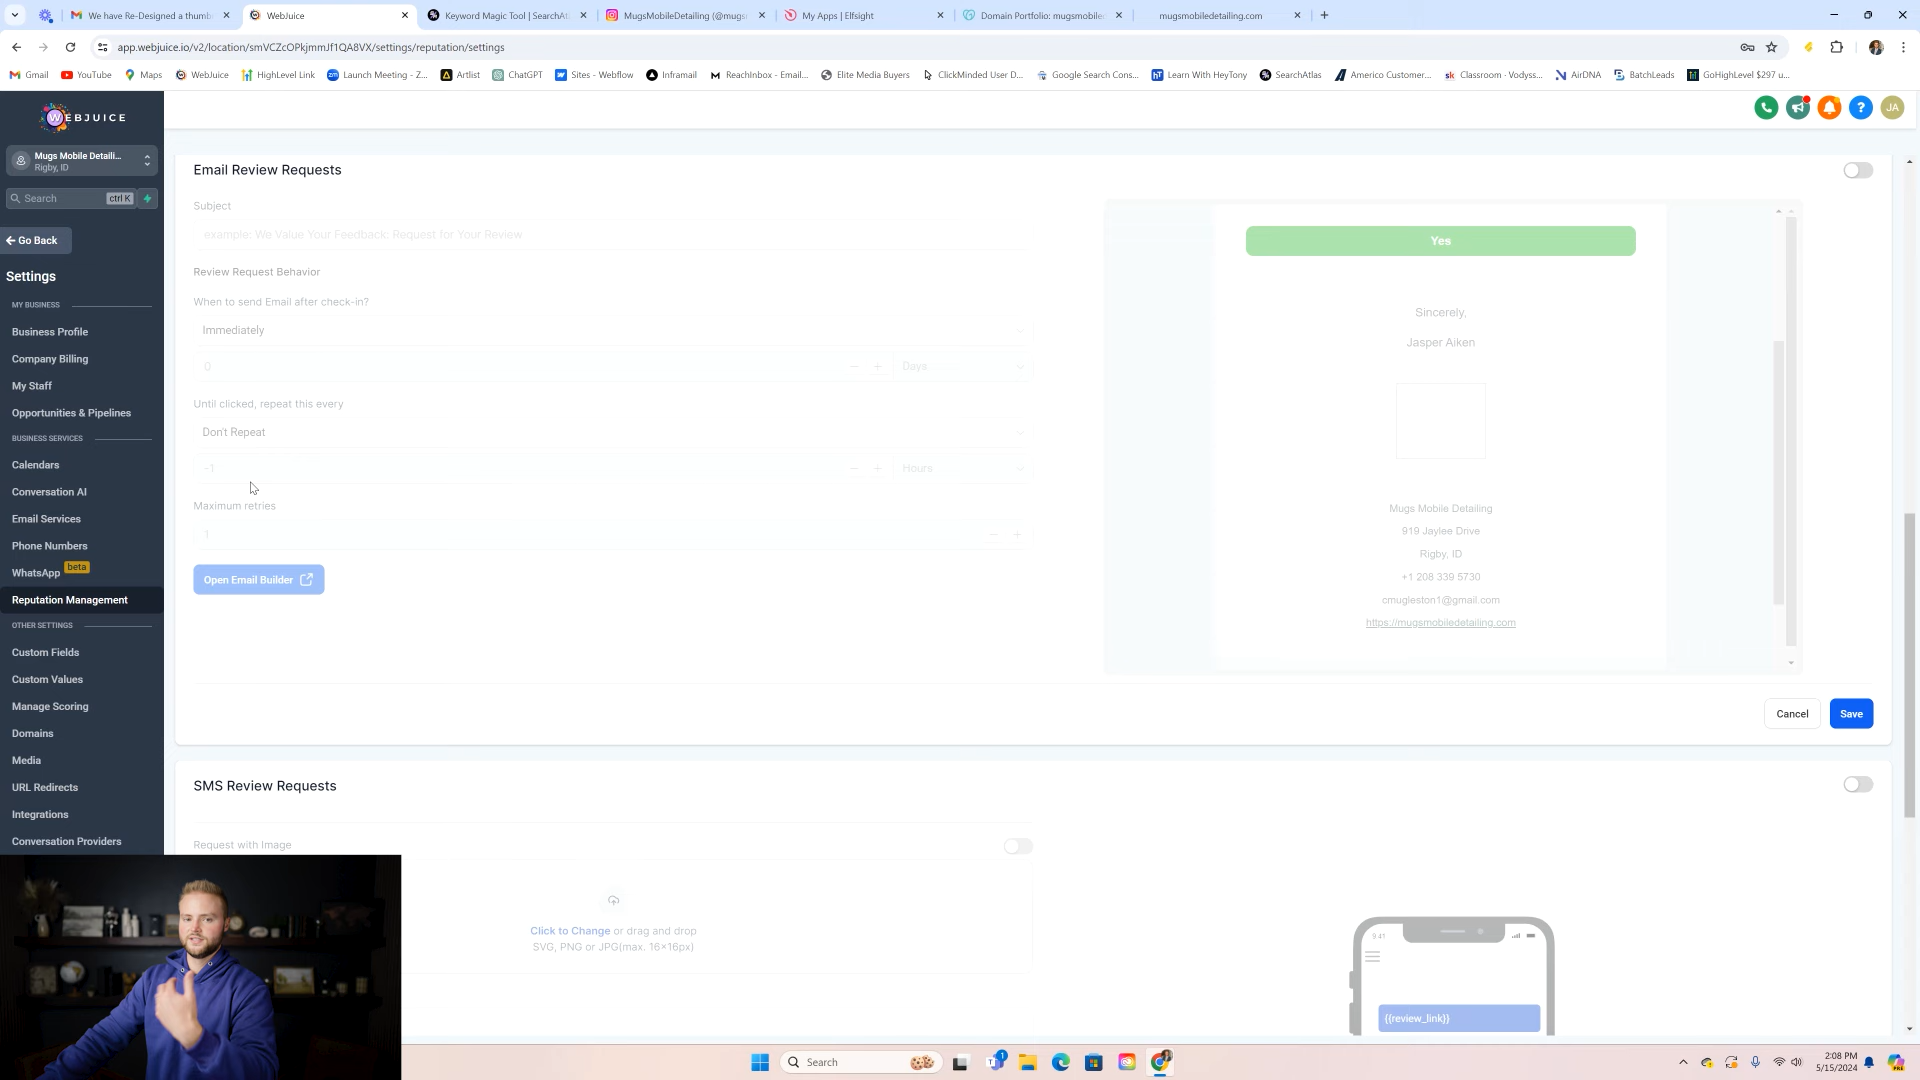 We have Re-Designed a thumb
WebJuice
Keyword Magic Tool | SearchAt
MugsMobileDetailing (@mugs
My Apps | Elfsight
Domain Portfolio: mugsmobile
mugsmobiledetailing.com
app.webjuice.io/v2/location/smVCZcOPkjmmJf1QA8VX/settings/reputation/settings
Gmail
YouTube
Maps
WebJuice
HighLevel Link
Launch Meeting - Z...
Artlist
ChatGPT
Sites - Webflow
Inframail
ReachInbox - Email...
Elite Media Buyers
ClickMinded User D...
Google Search Cons...
Learn With HeyTony
SearchAtlas
Americo Customer...
Classroom - Vodyss...
AirDNA
BatchLeads
GoHighLevel $297 u...
WEBJUICE
JA
Mugs Mobile Detaili...
Rigby, ID
Search
ctrl K
Go Back
Settings
MY BUSINESS
Business Profile
Company Billing
My Staff
Opportunities & Pipelines
BUSINESS SERVICES
Calendars
Conversation AI
Email Services
Phone Numbers
WhatsApp beta
Reputation Management
OTHER SETTINGS
Custom Fields
Custom Values
Manage Scoring
Domains
Media
URL Redirects
Integrations
Conversation Providers
Email Review Requests
Subject
example: We Value Your Feedback: Request for Your Review
Review Request Behavior
When to send Email after check-in?
Immediately
0
Days
Until clicked, repeat this every
Don't Repeat
-1
Hours
Maximum retries
1
Open Email Builder
Yes
Sincerely,
Jasper Aiken
Mugs Mobile Detailing
919 Jaylee Drive
Rigby, ID
+1 208 339 5730
cmugleston1@gmail.com
https://mugsmobiledetailing.com
Cancel
Save
SMS Review Requests
Request with Image
Click to Change or drag and drop
SVG, PNG or JPG(max. 16×16px)
9:41
{{review_link}}
Search
1
2:08 PM
5/15/2024